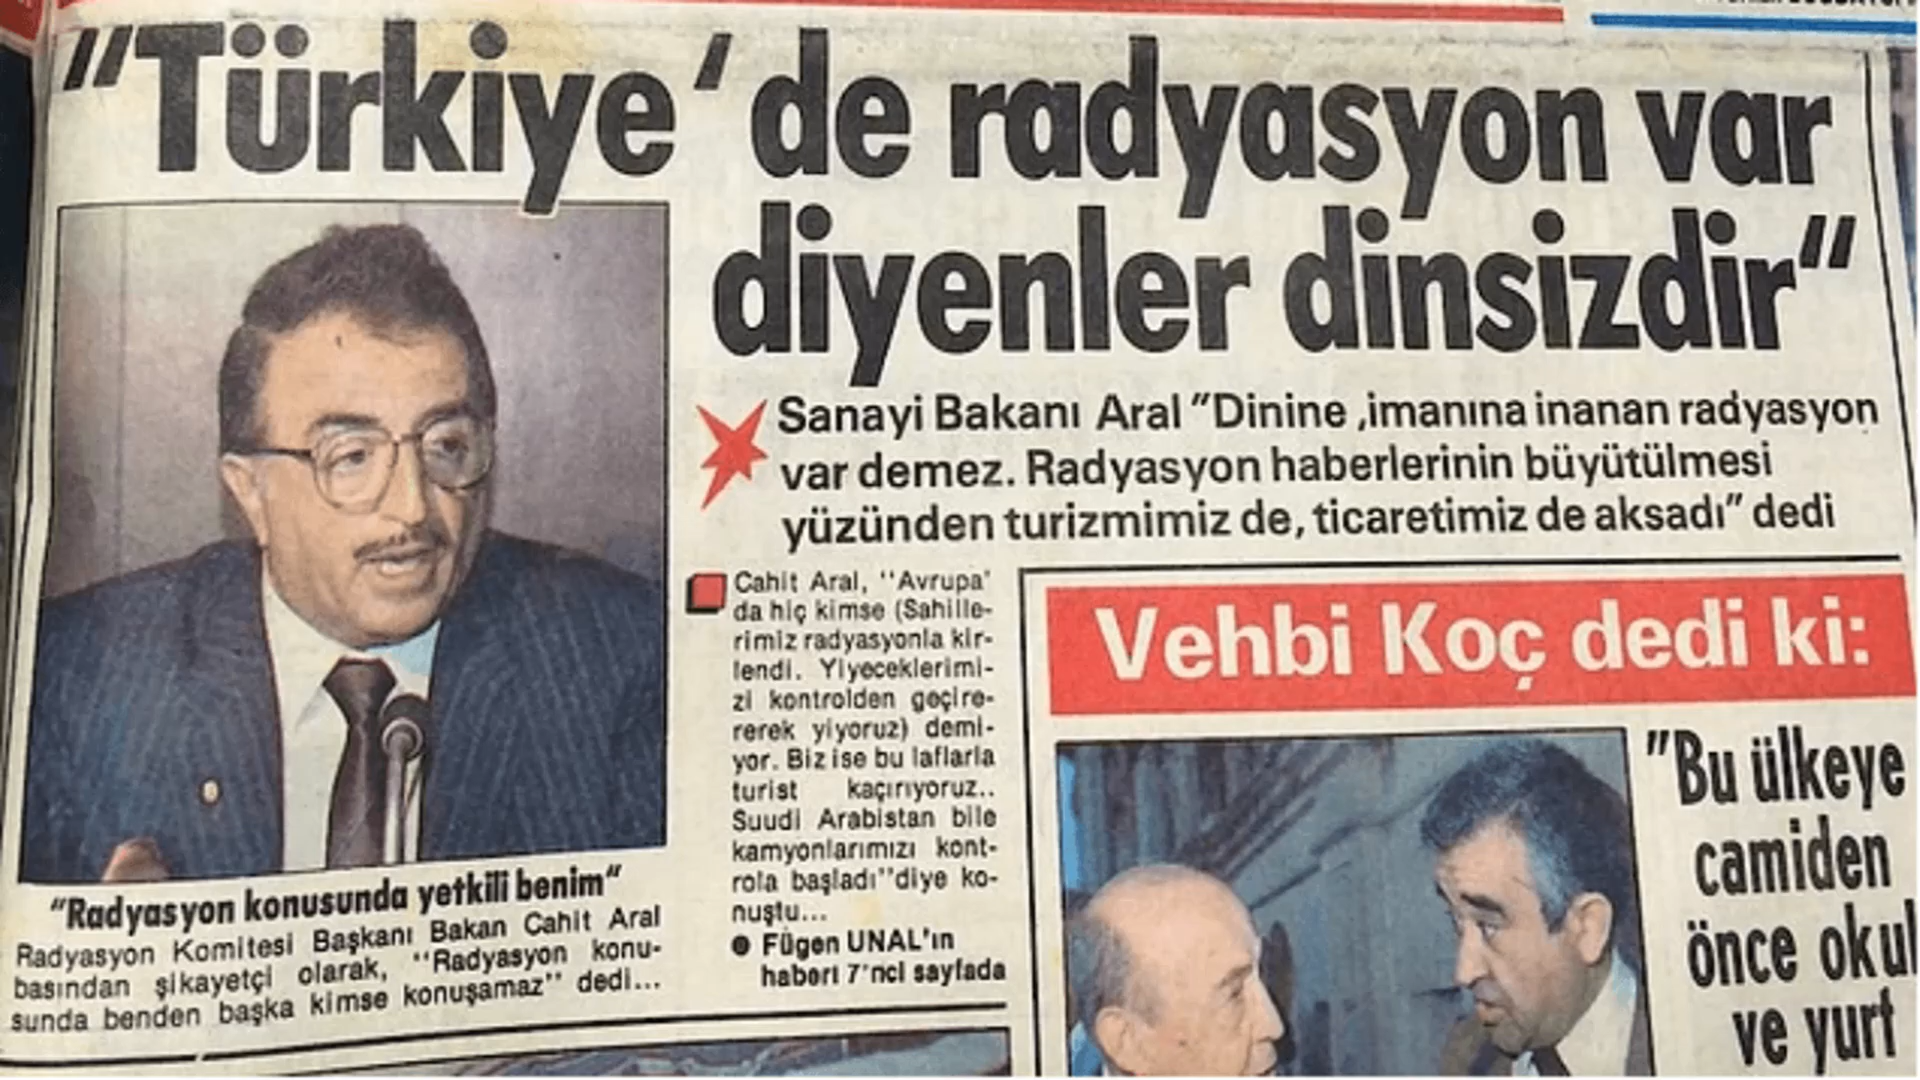 "Türkiye'de radyasyon var
diyenler dinsizdir"
Sanayi Bakanı Aral "Dinine ,imanına inanan radyasyon
var demez. Radyasyon haberlerinin büyütülmesi
yüzünden turizmimiz de, ticaretimiz de aksadı" dedi
"Radyasyon konusunda yetkili benim"
Radyasyon Komitesi Başkanı Bakan Cahit Aral
basından şikayetçi olarak, "Radyasyon konu-
sunda benden başka kimse konuşamaz" dedi...
Cahit Aral, "Avrupa'
da hiç kimse (Sahille-
rimiz radyasyonla kir-
lendi. Yiyeceklerimi-
zi kontrolden geçire-
rerek yiyoruz) demi-
yor. Biz ise bu laflarla
turist kaçırıyoruz..
Suudi Arabistan bile
kamyonlarımızı kont-
rola başladı" diye ko-
nuştu...
● Fügen UNAL'ın
haberi 7'nci sayfada
Vehbi Koç dedi ki:
"Bu ülkeye
camiden
önce okul
ve yurt